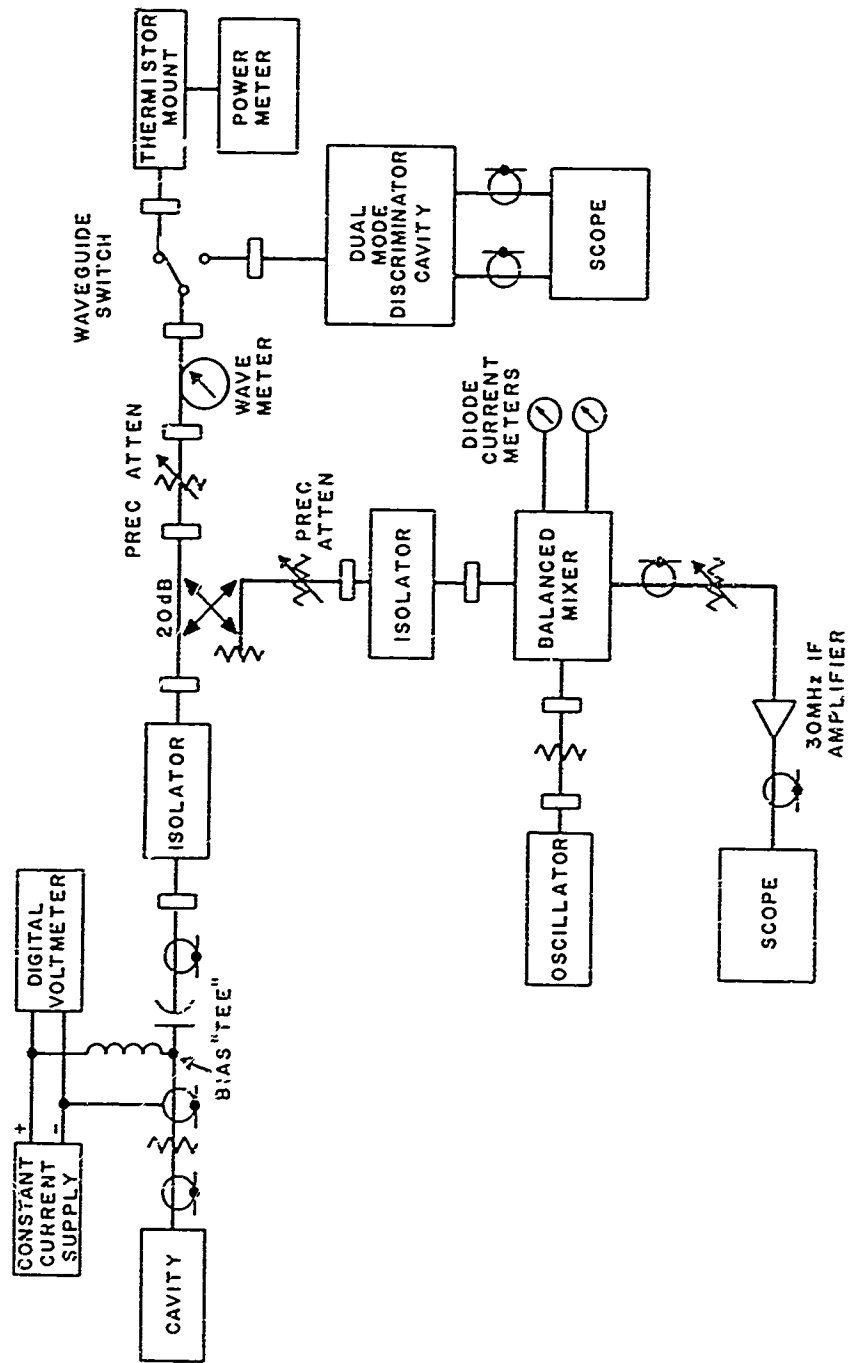 CONSTANT
CURRENT
SUPPLY
+
-
DIGITAL
VOLTMETER
CAVITY
BIAS "TEE"
ISOLATOR
20dB
PREC ATTEN
WAVE
METER
WAVEGUIDE
SWITCH
THERMISTOR
MOUNT
POWER
METER
DUAL
MODE
DISCRIMINATOR
CAVITY
SCOPE
PREC
ATTEN
ISOLATOR
DIODE
CURRENT
METERS
BALANCED
MIXER
OSCILLATOR
30MHz IF
AMPLIFIER
SCOPE